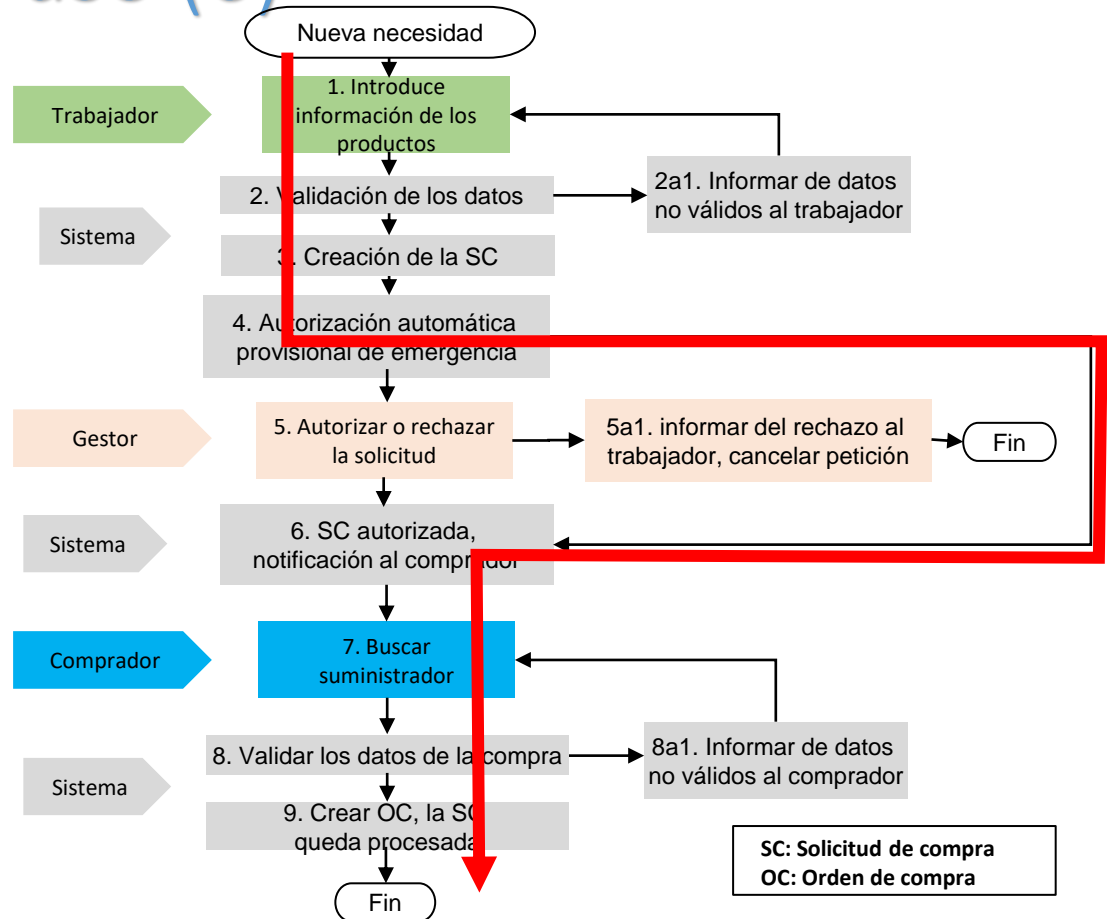 Nueva necesidad
Trabajador
1. Introduce
información de los
productos
2. Validación de los datos
2a1. Informar de datos
no válidos al trabajador
Sistema
3. Creación de la SC
4. Autorización automática
provisional de emergencia
Gestor
5. Autorizar o rechazar
la solicitud
5a1. informar del rechazo al
trabajador, cancelar petición
Fin
Sistema
6. SC autorizada,
notificación al comprador
Comprador
7. Buscar
suministrador
8. Validar los datos de la compra
8a1. Informar de datos
no válidos al comprador
Sistema
9. Crear OC, la SC
queda procesada
SC: Solicitud de compra
OC: Orden de compra
Fin